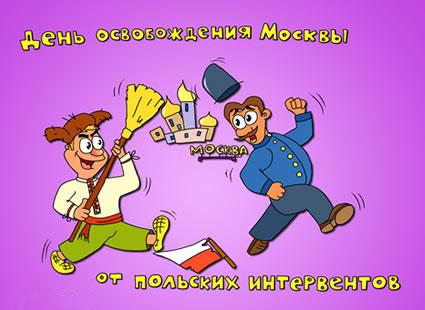 День освобождения Москвы
МОСКВА
от польских интервентов